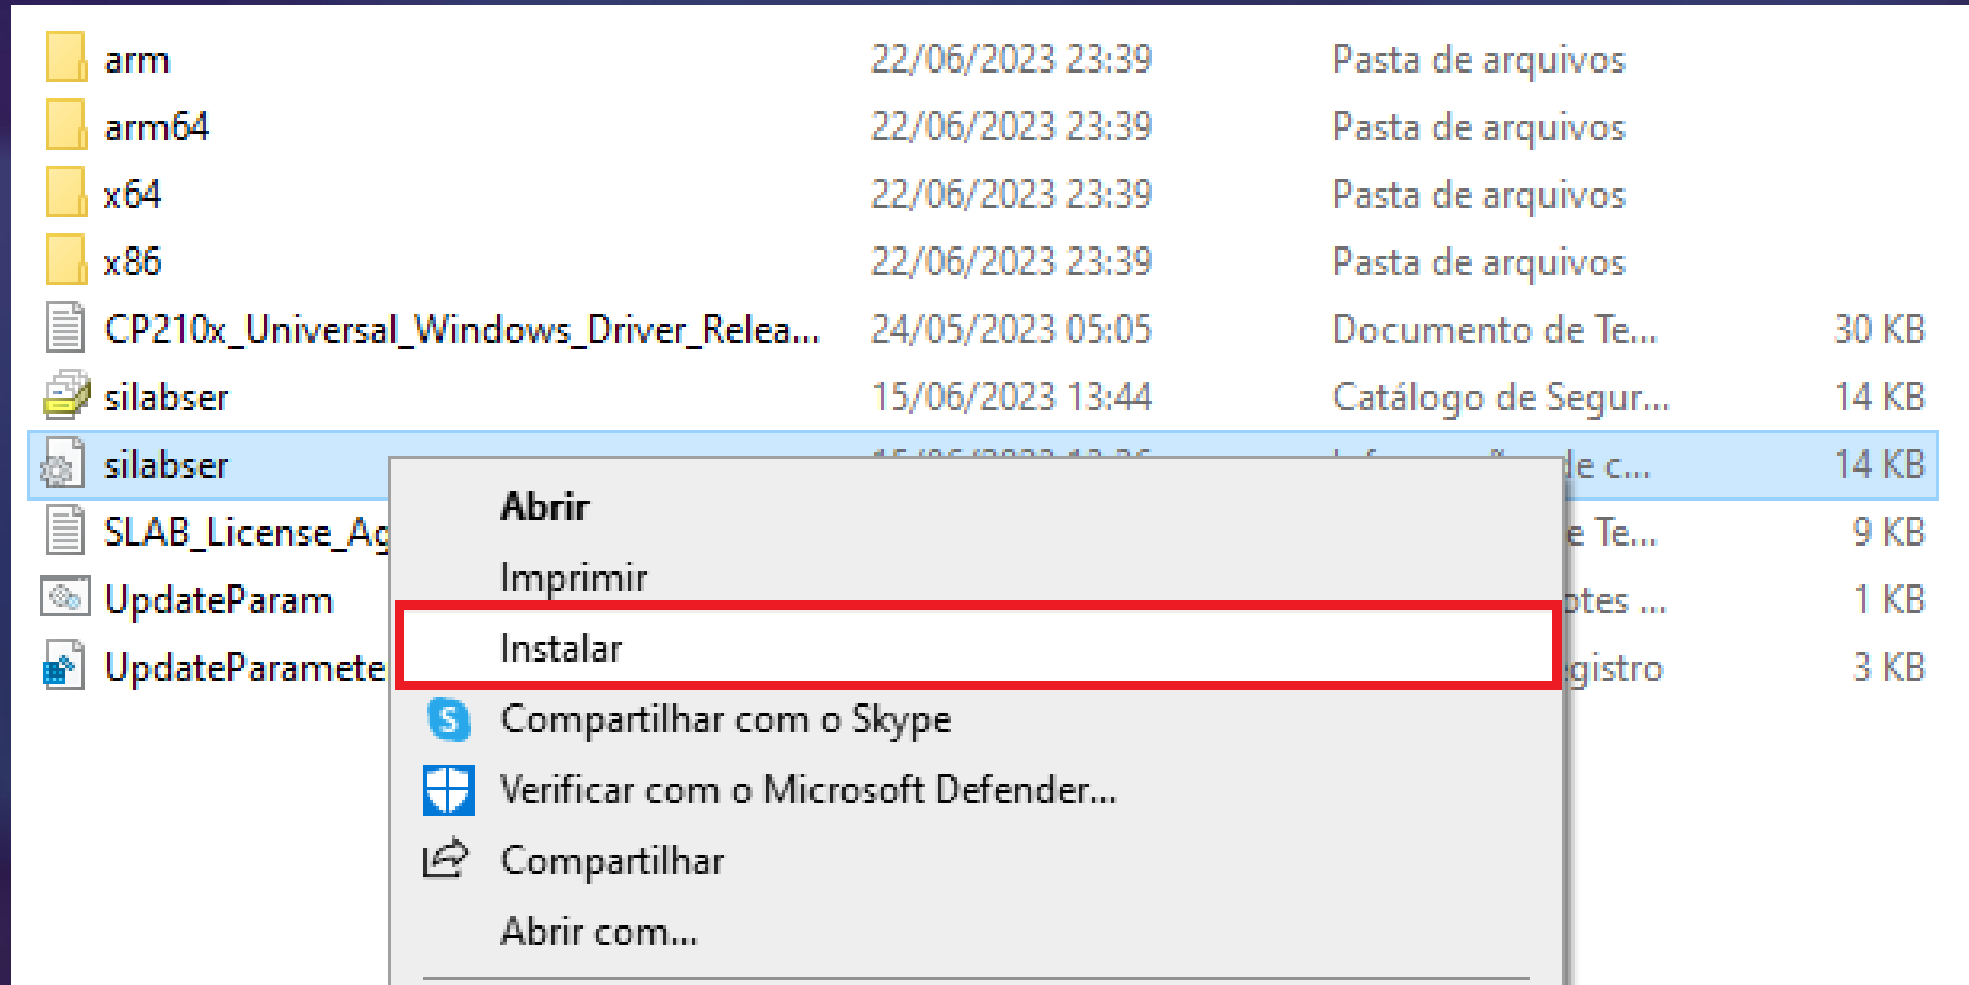 arm 22/06/2023 23:39 Pasta de arquivos
arm64 22/06/2023 23:39 Pasta de arquivos
x64 22/06/2023 23:39 Pasta de arquivos
x86 22/06/2023 23:39 Pasta de arquivos
CP210x_Universal_Windows_Driver_Relea... 24/05/2023 05:05 Documento de Te... 30 KB
silabser 15/06/2023 13:44 Catálogo de Segur... 14 KB
silabser de c... 14 KB
SLAB_License_Ag e Te... 9 KB
UpdateParam otes ... 1 KB
UpdateParamete gistro 3 KB
Abrir
Imprimir
Instalar
Compartilhar com o Skype
Verificar com o Microsoft Defender...
Compartilhar
Abrir com...